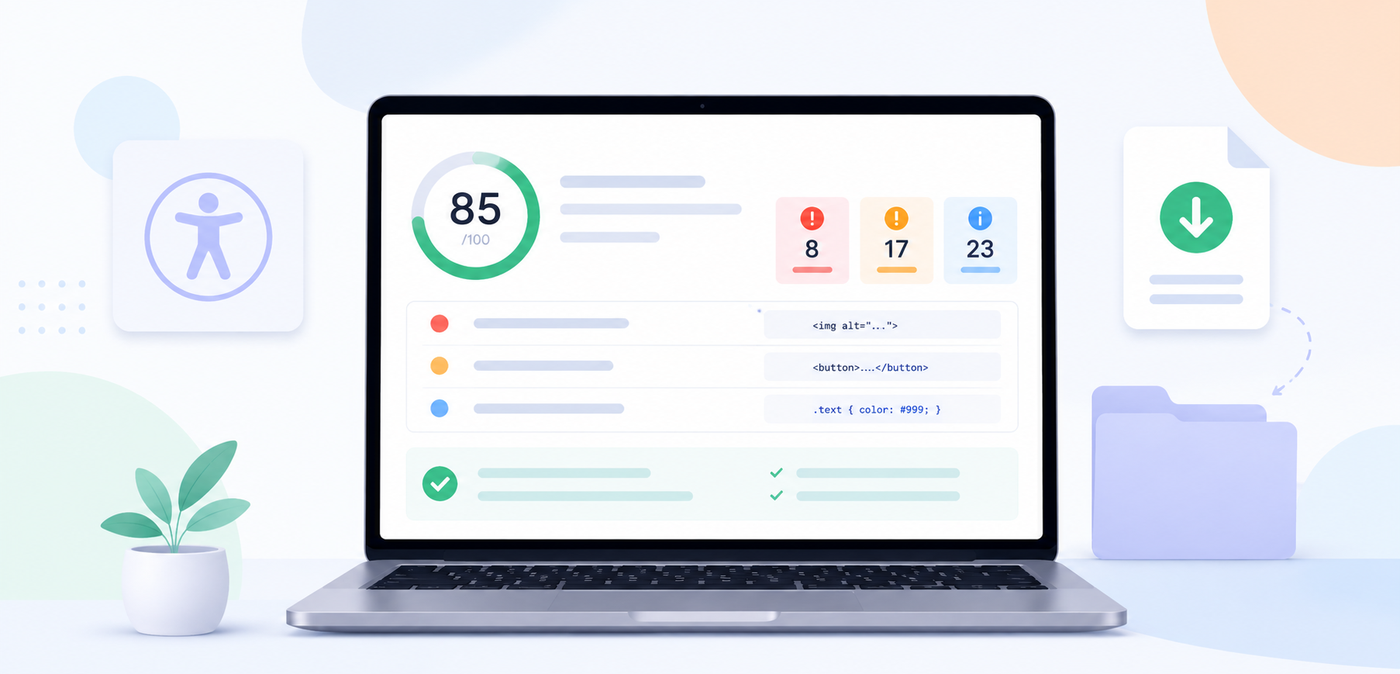 85
/100
8
17
23
<img alt="...">
<button>....</button>
.text { color: #999; }